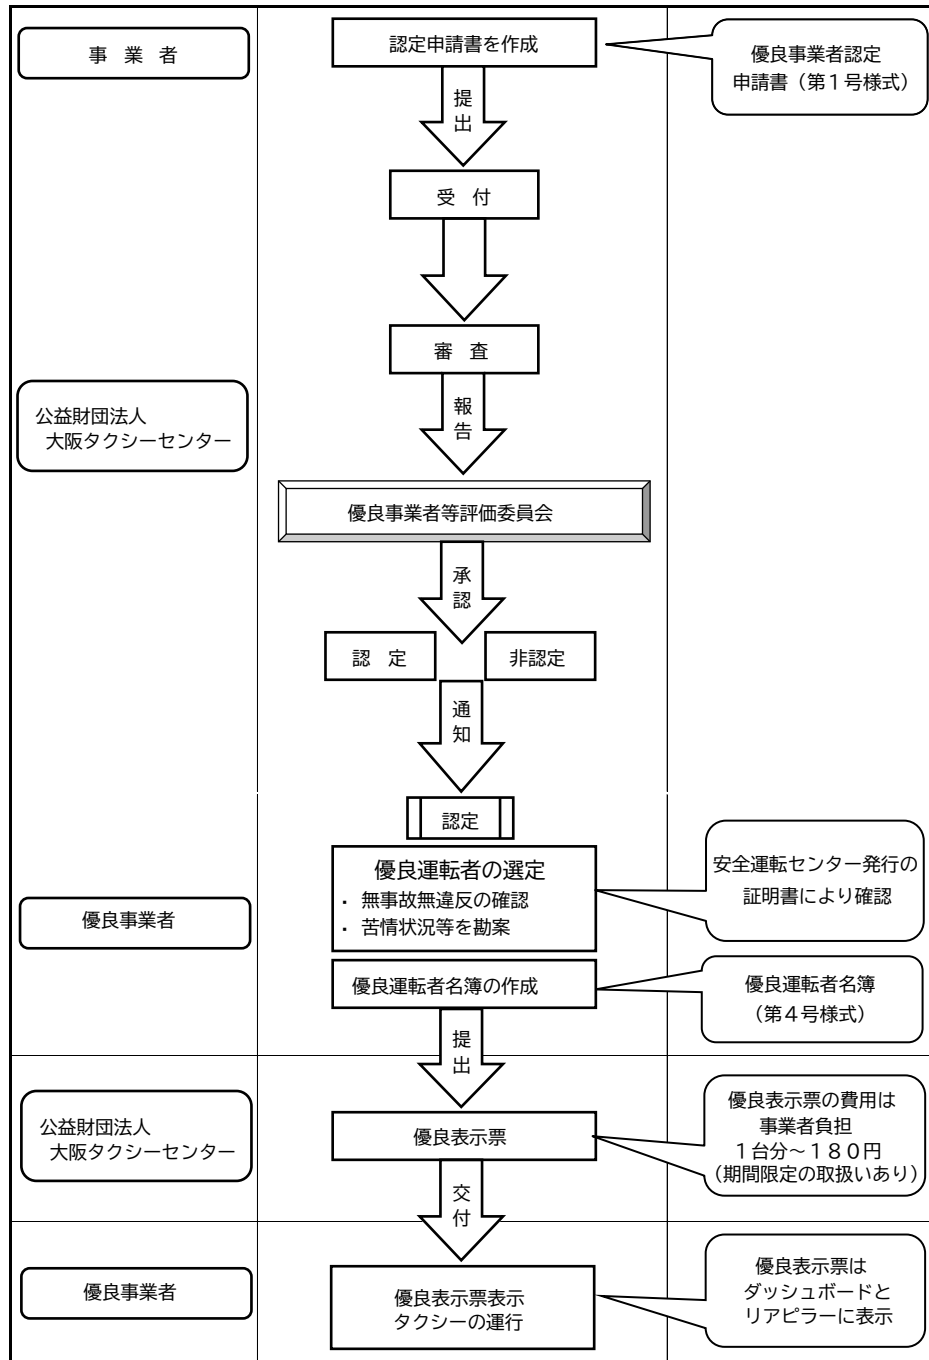 事 業 者
認定申請書を作成
優良事業者認定
申請書（第１号様式）
提
出
受 付
審 査
報
告
公益財団法人
大阪タクシーセンター
優良事業者等評価委員会
承
認
認 定
非認定
通
知
認定
優良運転者の選定
・ 無事故無違反の確認
・ 苦情状況等を勘案
安全運転センター発行の
証明書により確認
優良事業者
優良運転者名簿の作成
優良運転者名簿
（第４号様式）
提
出
公益財団法人
大阪タクシーセンター
優良表示票
優良表示票の費用は
事業者負担
１台分～１８０円
（期間限定の取扱いあり）
交
付
優良事業者
優良表示票表示
タクシーの運行
優良表示票は
ダッシュボードと
リアピラーに表示